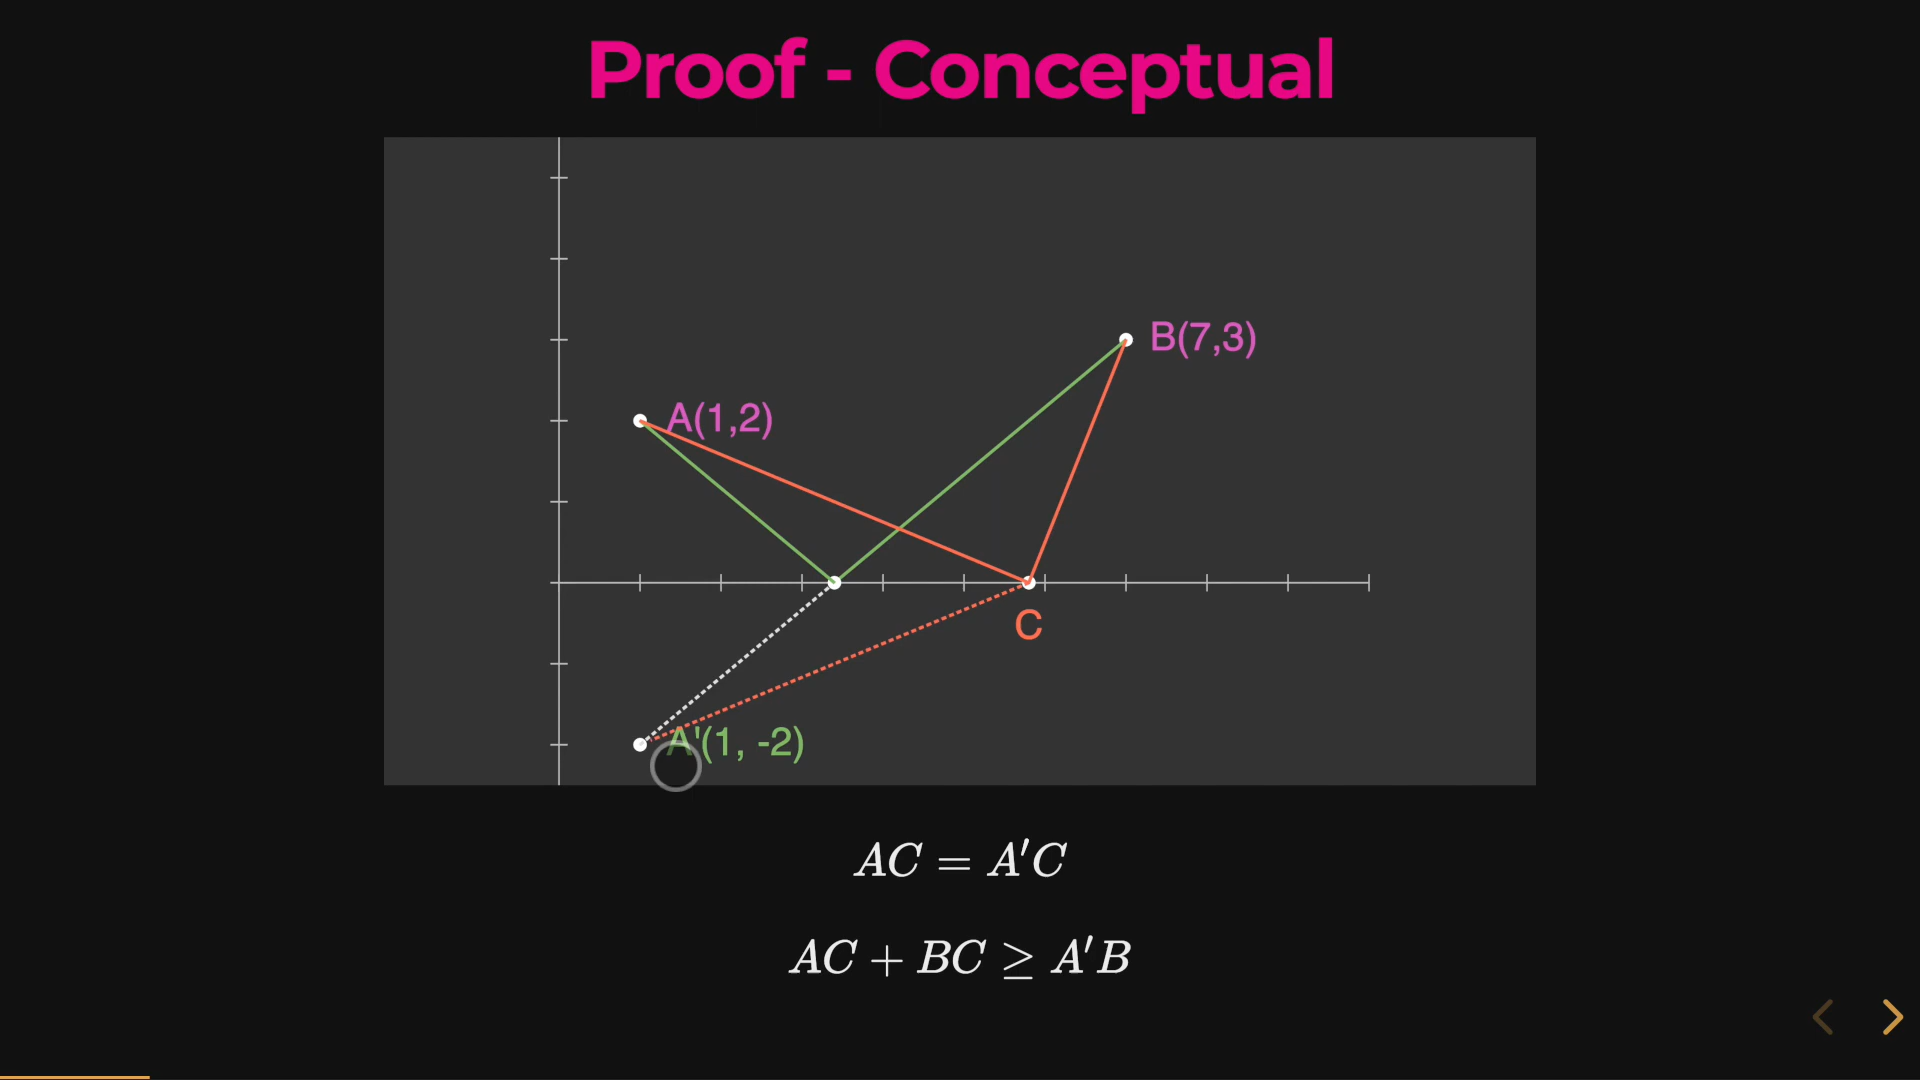 Proof - Conceptual
B(7,3)
A(1,2)
C
A'(1, -2)
AC = A′C
AC + BC ≥ A′B